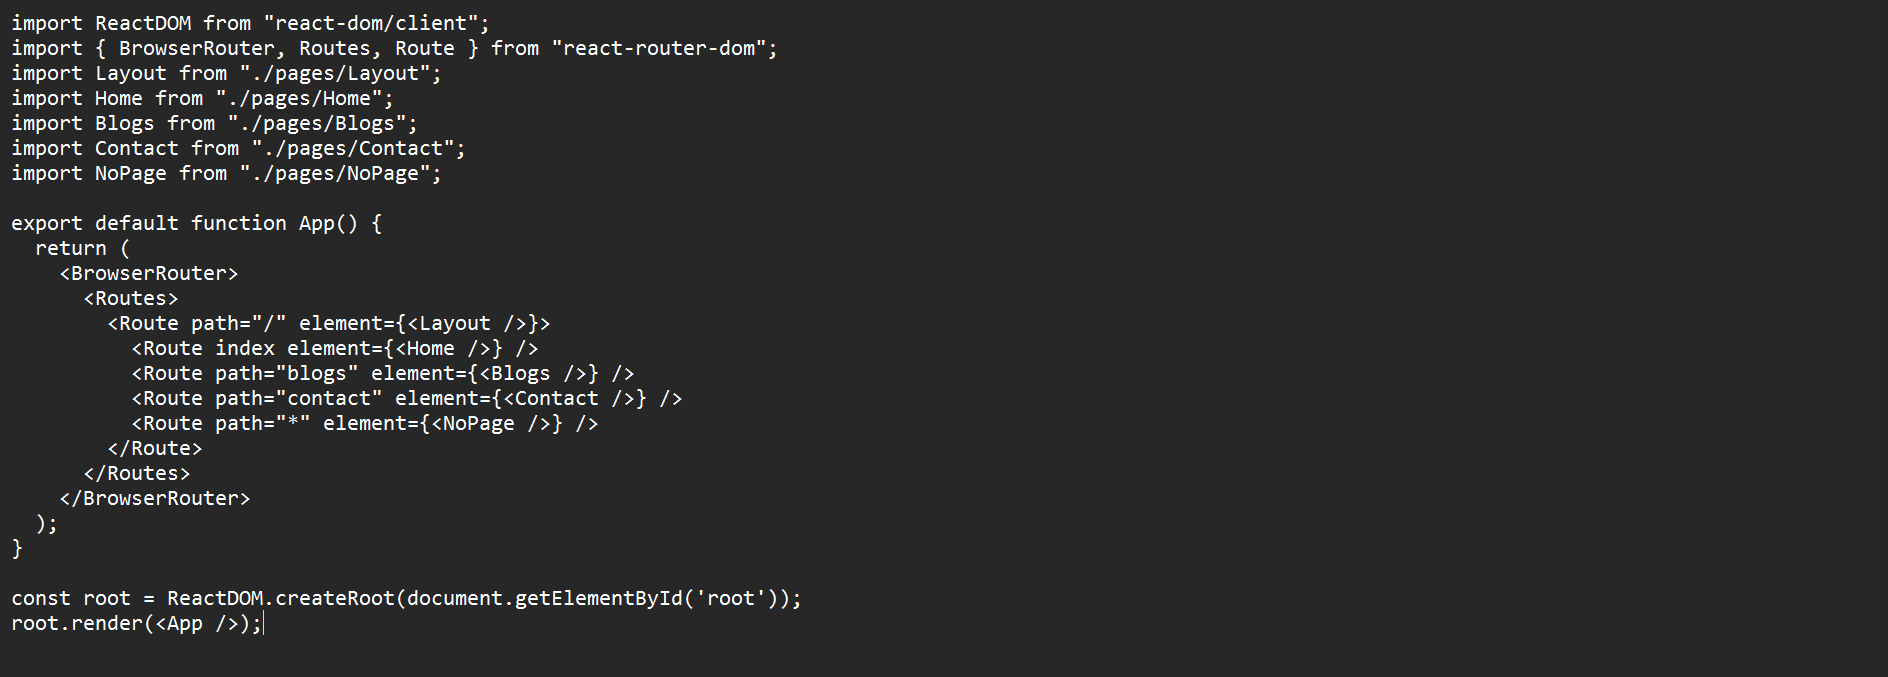 import ReactDOM from "react-dom/client";
import { BrowserRouter, Routes, Route } from "react-router-dom";
import Layout from "./pages/Layout";
import Home from "./pages/Home";
import Blogs from "./pages/Blogs";
import Contact from "./pages/Contact";
import NoPage from "./pages/NoPage";

export default function App() {
  return (
    <BrowserRouter>
      <Routes>
        <Route path="/" element={<Layout />}>
          <Route index element={<Home />} />
          <Route path="blogs" element={<Blogs />} />
          <Route path="contact" element={<Contact />} />
          <Route path="*" element={<NoPage />} />
        </Route>
      </Routes>
    </BrowserRouter>
  );
}

const root = ReactDOM.createRoot(document.getElementById('root'));
root.render(<App />);